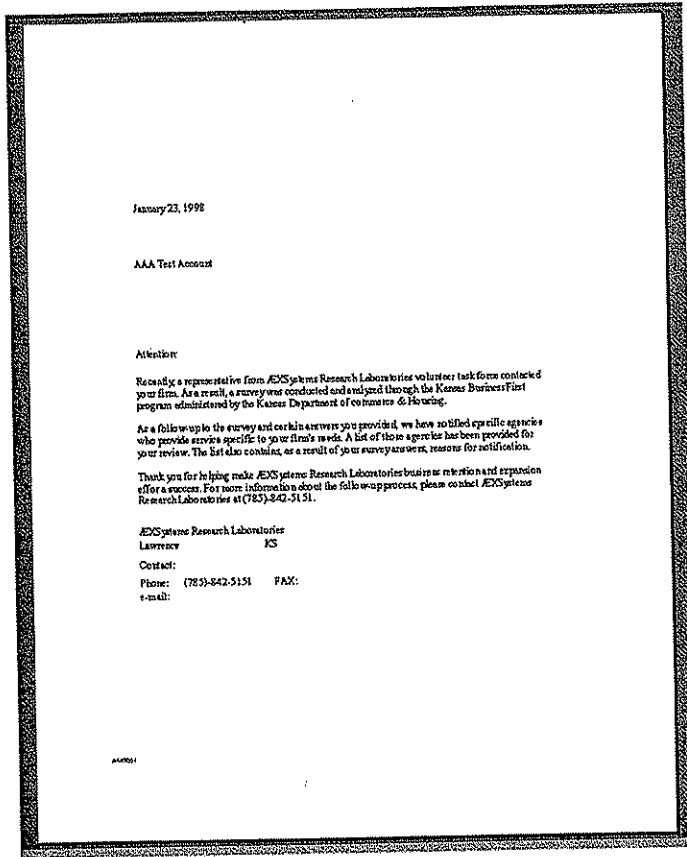 January 23, 1998
AAA Test Account
Attention:
Recently, a representative from ÆXSystems Research Laboratories volunteer task force contacted
your firm. As a result, a survey was conducted and analyzed through the Kansas Business First
program administered by the Kansas Department of commerce & Housing.
As a follow-up to the survey and certain answers you provided, we have notified specific agencies
who provide service specific to your firm's needs. A list of those agencies has been provided for
your review. The list also contains, as a result of your survey answers, reasons for notification.
Thank you for helping make ÆXSystems Research Laboratories business retention and expansion
effor a success. For more information about the follow-up process, please contact ÆXSystems
Research Laboratories at (785)-842-5151.
ÆXSystems Research Laboratories
Lawrence KS
Contact:
Phone: (785)-842-5151 FAX:
e-mail: